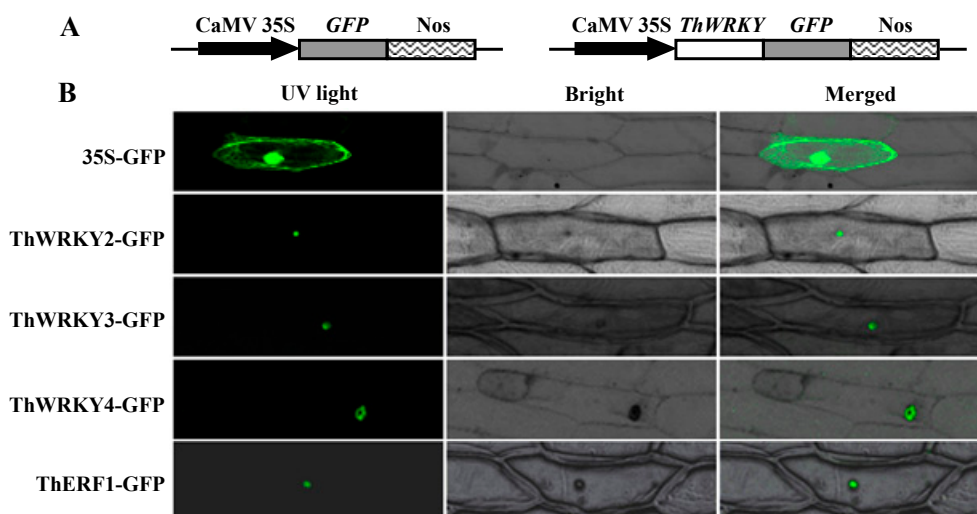 A
CaMV 35S GFP Nos CaMV 35S ThWRKY GFP Nos
B
UV light Bright Merged
35S-GFP
ThWRKY2-GFP
ThWRKY3-GFP
ThWRKY4-GFP
ThERF1-GFP